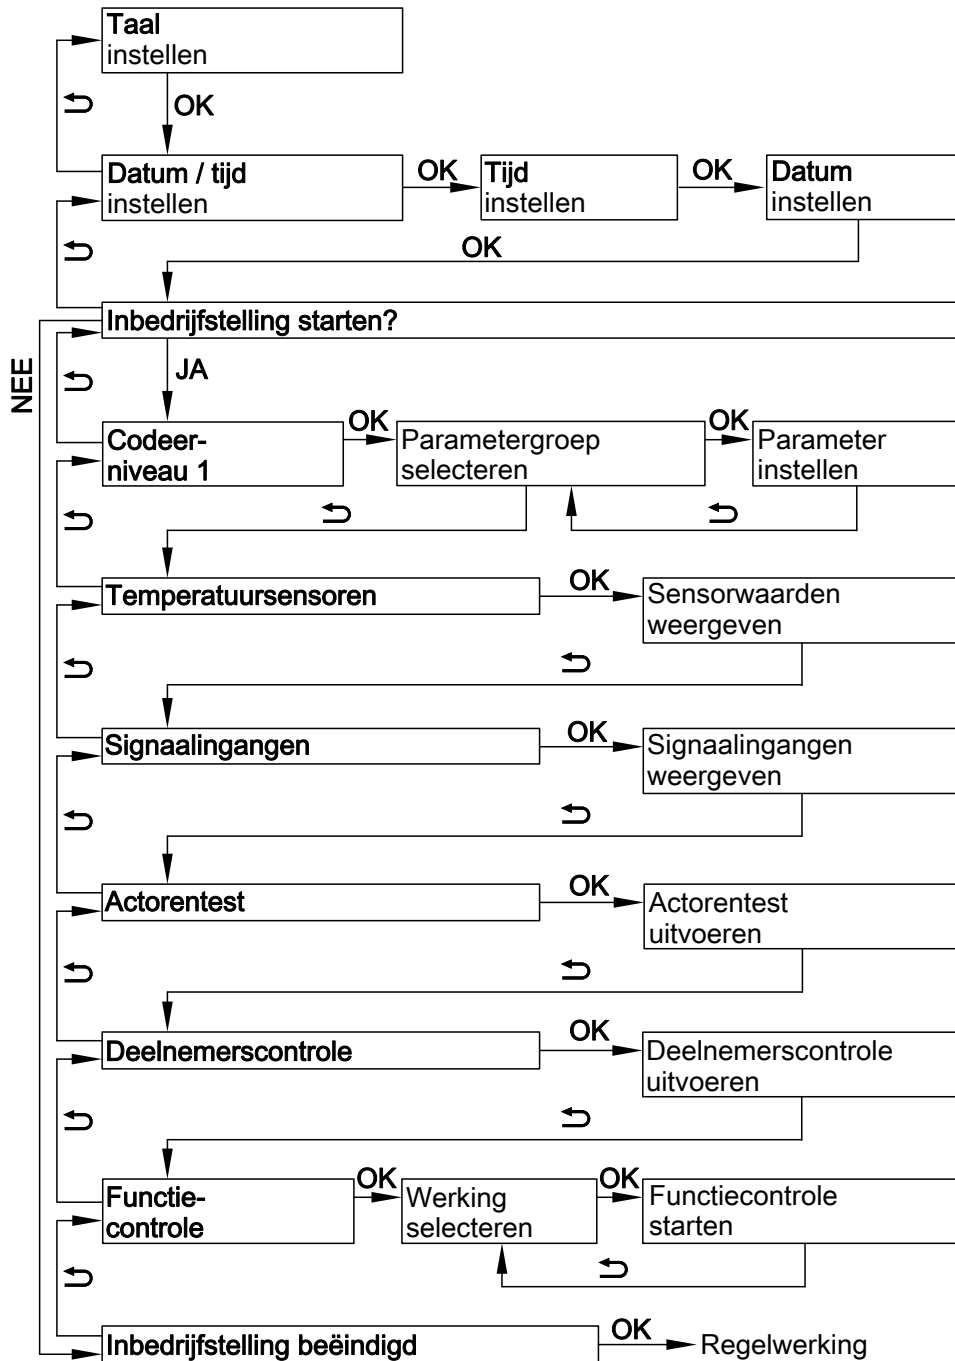 Taal
instellen
OK
Datum / tijd
instellen
OK
Tijd
instellen
OK
Datum
instellen
OK
Inbedrijfstelling starten?
NEE
JA
Codeer-
niveau 1
OK
Parametergroep
selecteren
OK
Parameter
instellen
Temperatuursensoren
OK
Sensorwaarden
weergeven
Signaalingangen
OK
Signaalingangen
weergeven
Actorentest
OK
Actorentest
uitvoeren
Deelnemerscontrole
OK
Deelnemerscontrole
uitvoeren
Functie-
controle
OK
Werking
selecteren
OK
Functiecontrole
starten
Inbedrijfstelling beëindigd
OK
Regelwerking